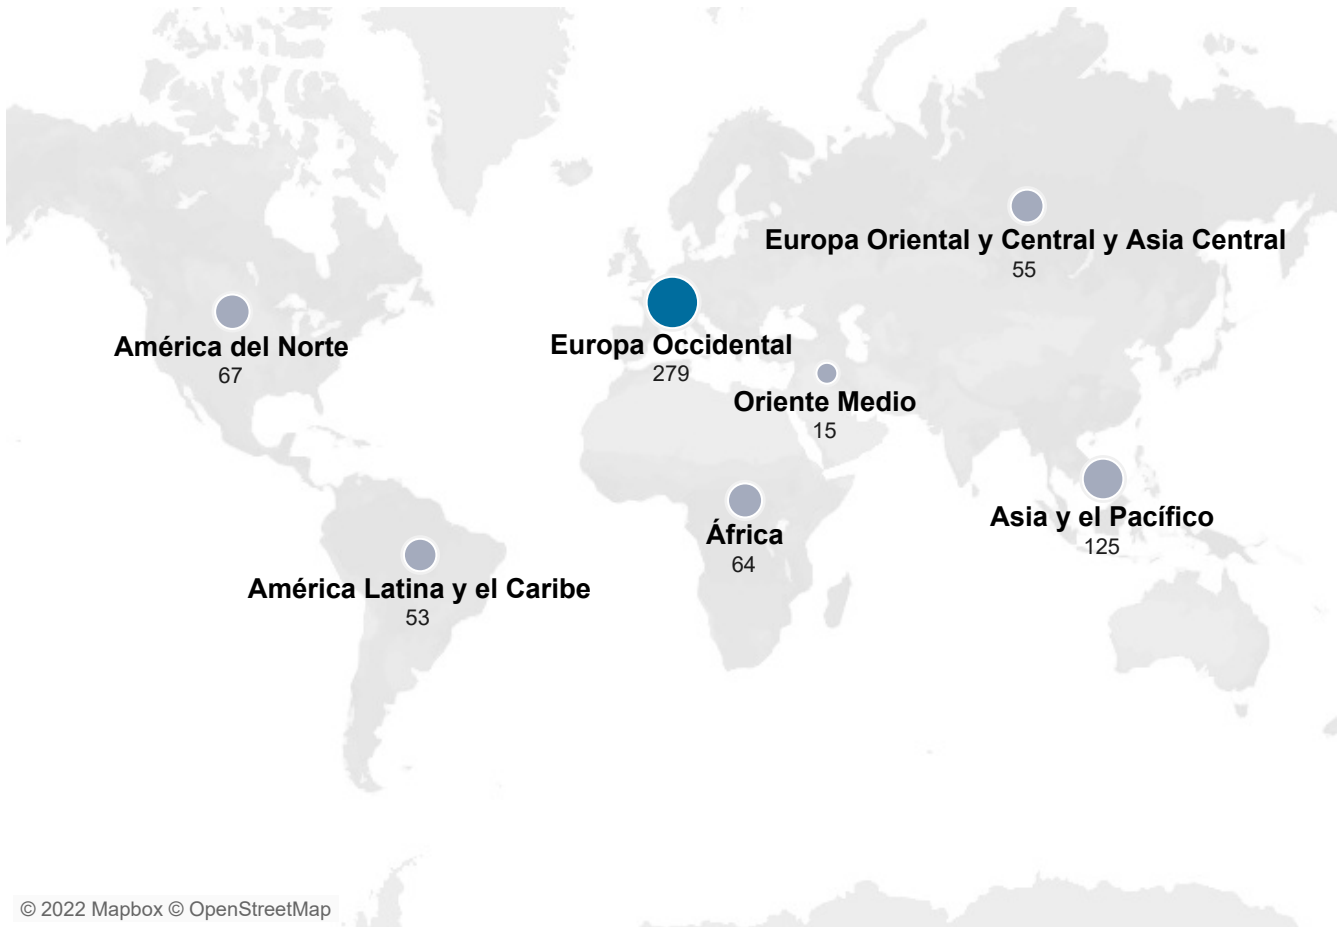 Europa Oriental y Central y Asia Central
55
América del Norte
67
Europa Occidental
279
Oriente Medio
15
Asia y el Pacífico
125
África
64
América Latina y el Caribe
53
© 2022 Mapbox © OpenStreetMap